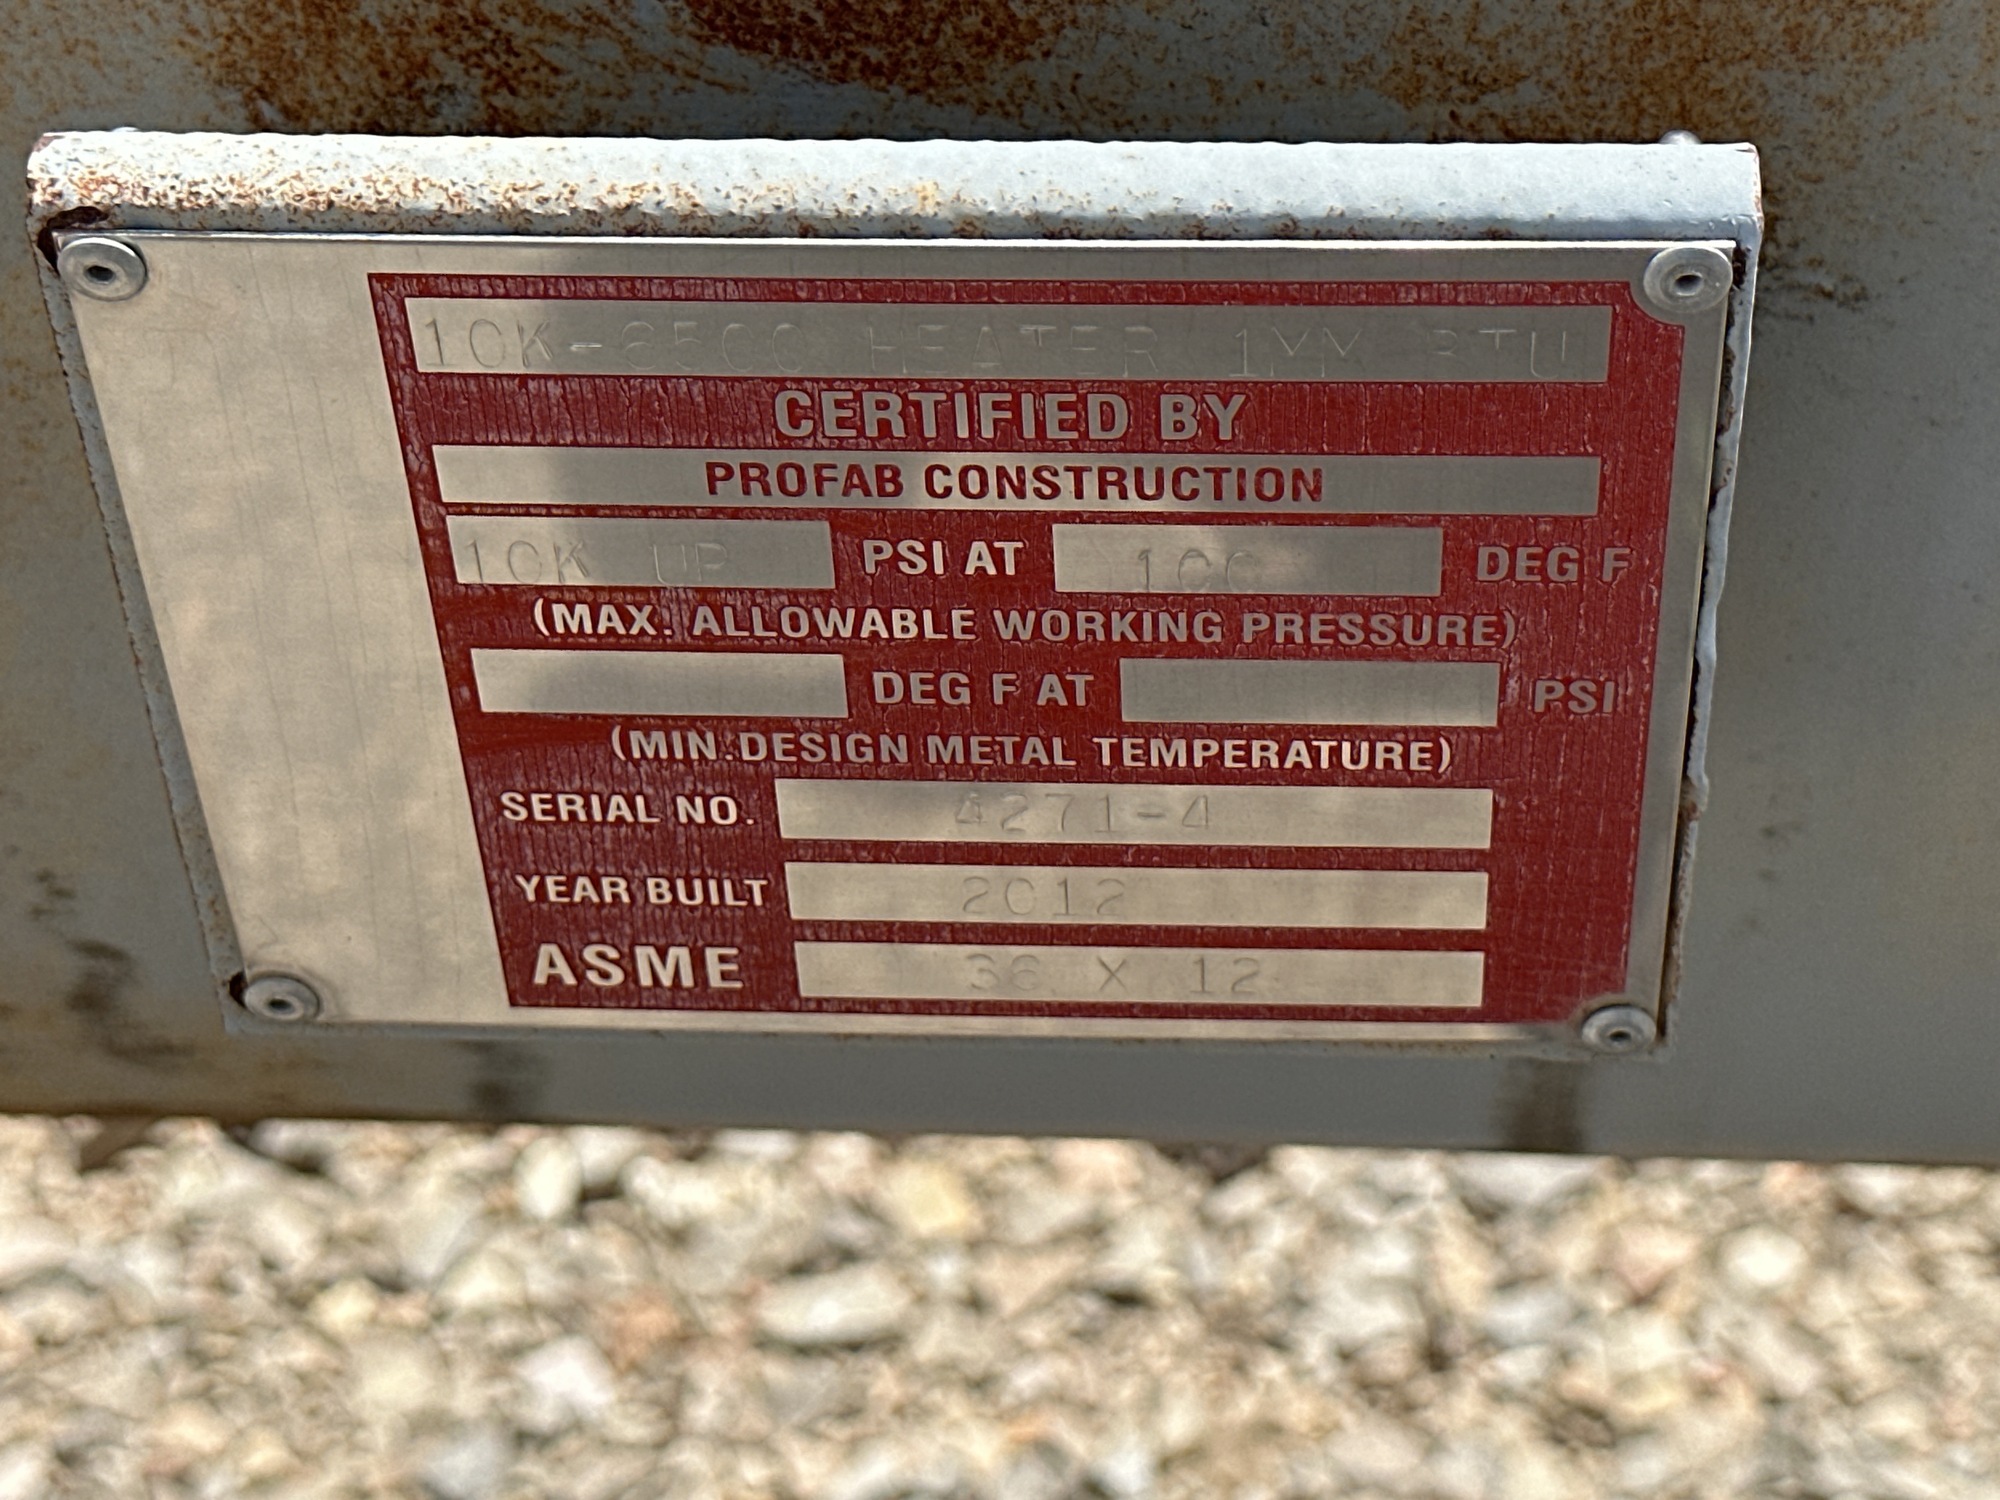 10K-6500 HEATER 1MM BTU
CERTIFIED BY
PROFAB CONSTRUCTION
10K UP PSI AT 100 DEG F
(MAX. ALLOWABLE WORKING PRESSURE)
DEG F AT PSI
(MIN. DESIGN METAL TEMPERATURE)
SERIAL NO. 4271-4
YEAR BUILT 2012
ASME 36 X 12